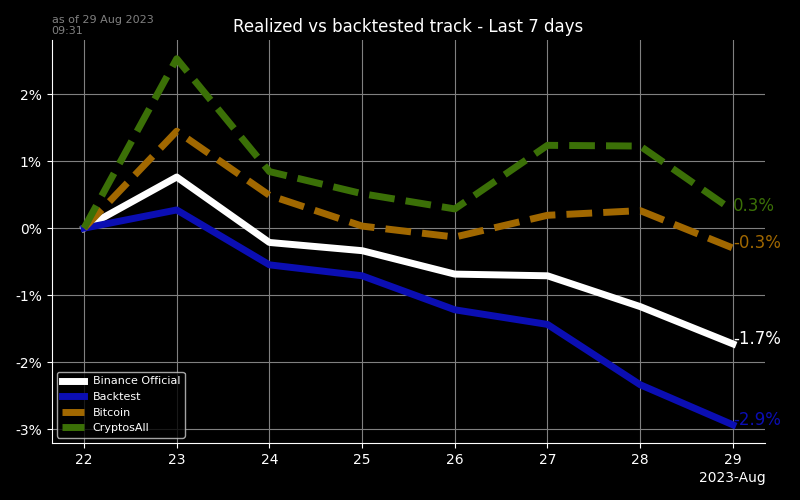 as of 29 Aug 2023
09:31
Realized vs backtested track - Last 7 days
2%
1%
0%
-1%
-2%
-3%
0.3%
-0.3%
-1.7%
-2.9%
Binance Official
Backtest
Bitcoin
CryptosAll
22 23 24 25 26 27 28 29
2023-Aug